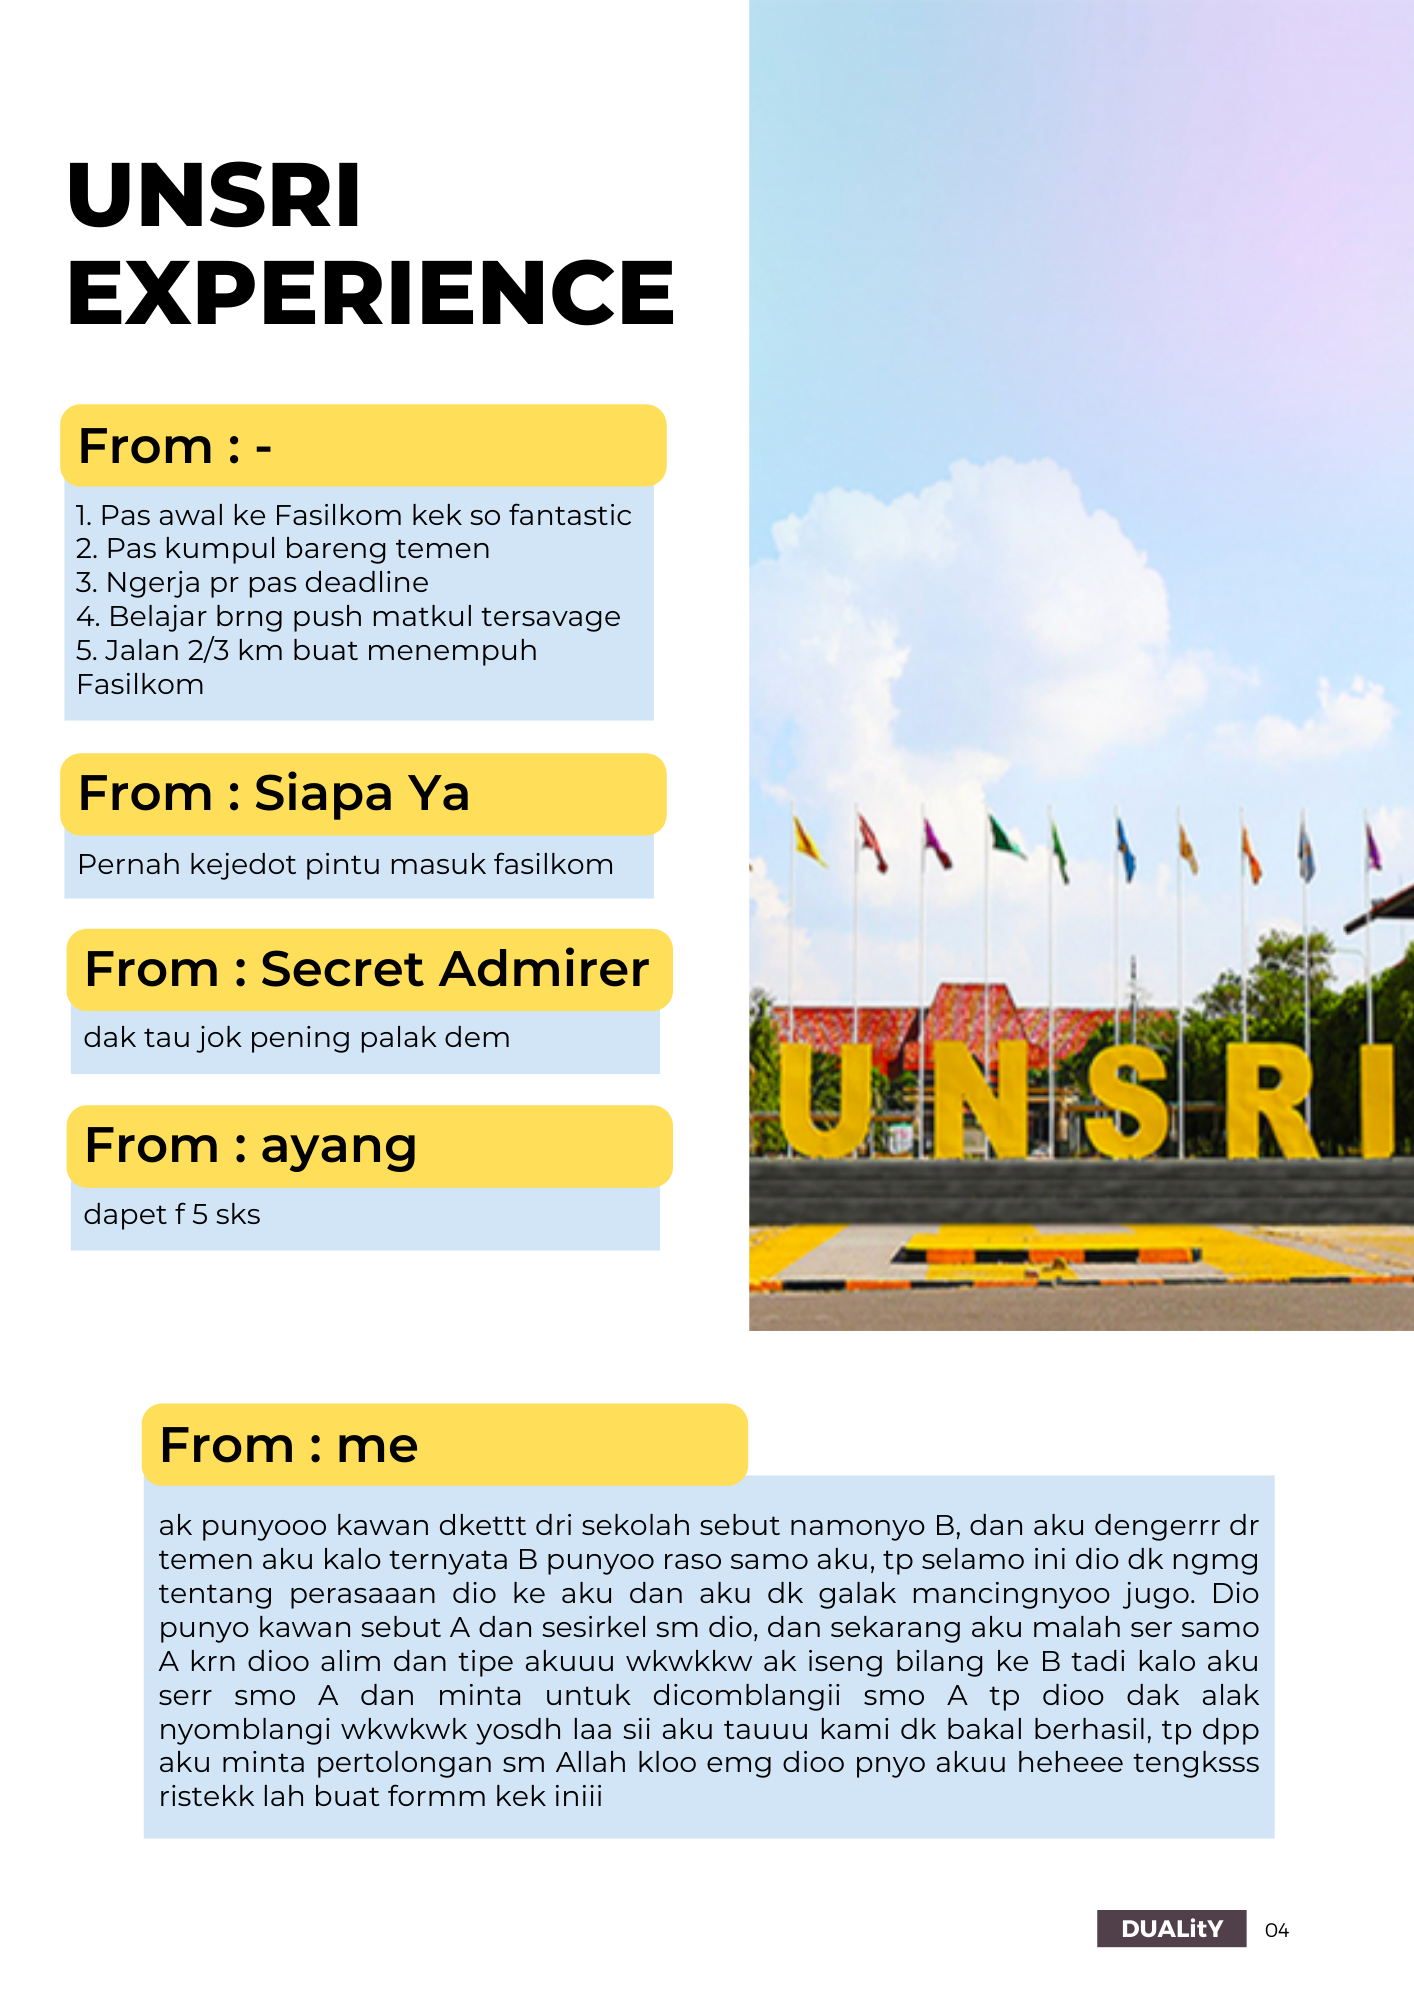 UNSRI
EXPERIENCE
From : -
1. Pas awal ke Fasilkom kek so fantastic
2. Pas kumpul bareng temen
3. Ngerja pr pas deadline
4. Belajar brng push matkul tersavage
5. Jalan 2/3 km buat menempuh
Fasilkom
From : Siapa Ya
Pernah kejedot pintu masuk fasilkom
From : Secret Admirer
dak tau jok pening palak dem
From : ayang
dapet f 5 sks
UNSRI
From : me
ak punyooo kawan dkettt dri sekolah sebut namonyo B, dan aku dengerrr dr
temen aku kalo ternyata B punyoo raso samo aku, tp selamo ini dio dk ngmg
tentang perasaaan dio ke aku dan aku dk galak mancingnyoo jugo. Dio
punyo kawan sebut A dan sesirkel sm dio, dan sekarang aku malah ser samo
A krn dioo alim dan tipe akuuu wkwkkw ak iseng bilang ke B tadi kalo aku
serr smo A dan minta untuk dicomblangii smo A tp dioo dak alak
nyomblangi wkwkwk yosdh laa sii aku tauuu kami dk bakal berhasil, tp dpp
aku minta pertolongan sm Allah kloo emg dioo pnyo akuu heheee tengksss
ristekk lah buat formm kek iniii
DUALitY 04